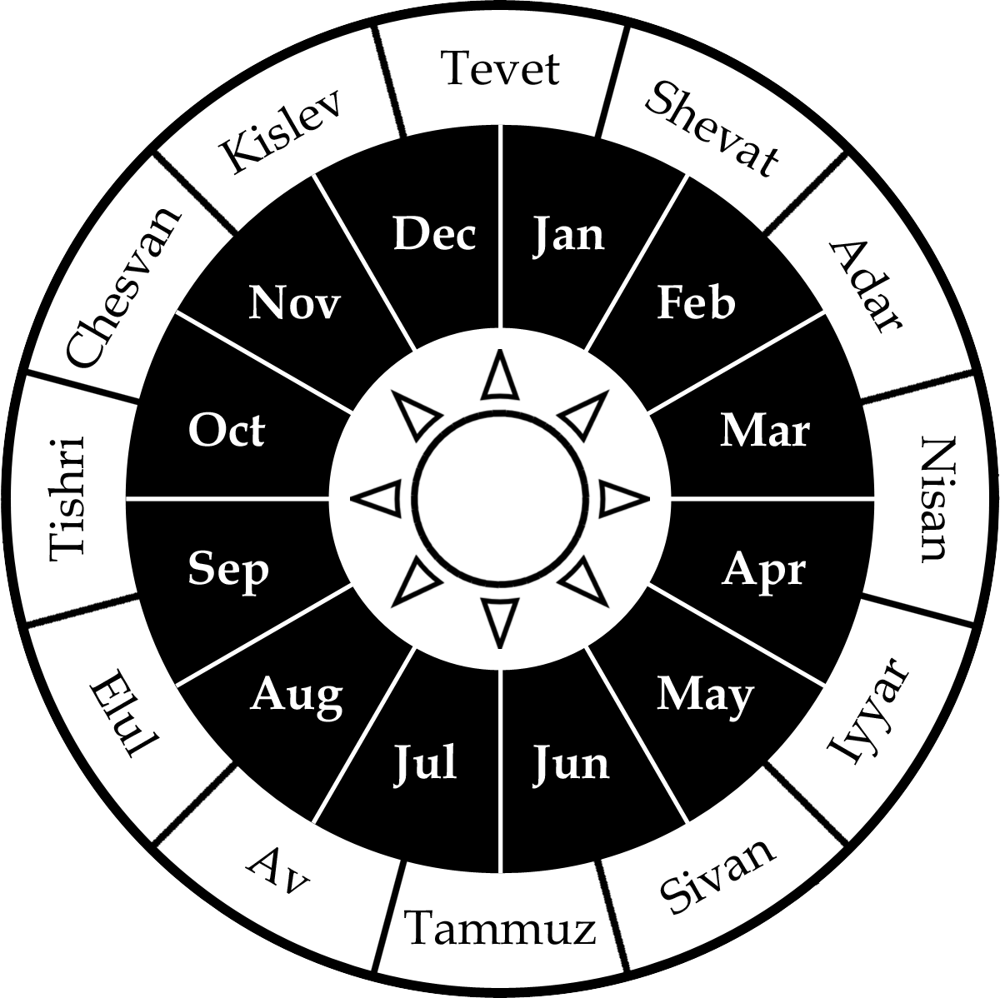 Tevet
Shevat
Adar
Nisan
Iyyar
Sivan
Tammuz
Av
Elul
Tishri
Chesvan
Kislev
Jan
Feb
Mar
Apr
May
Jun
Jul
Aug
Sep
Oct
Nov
Dec